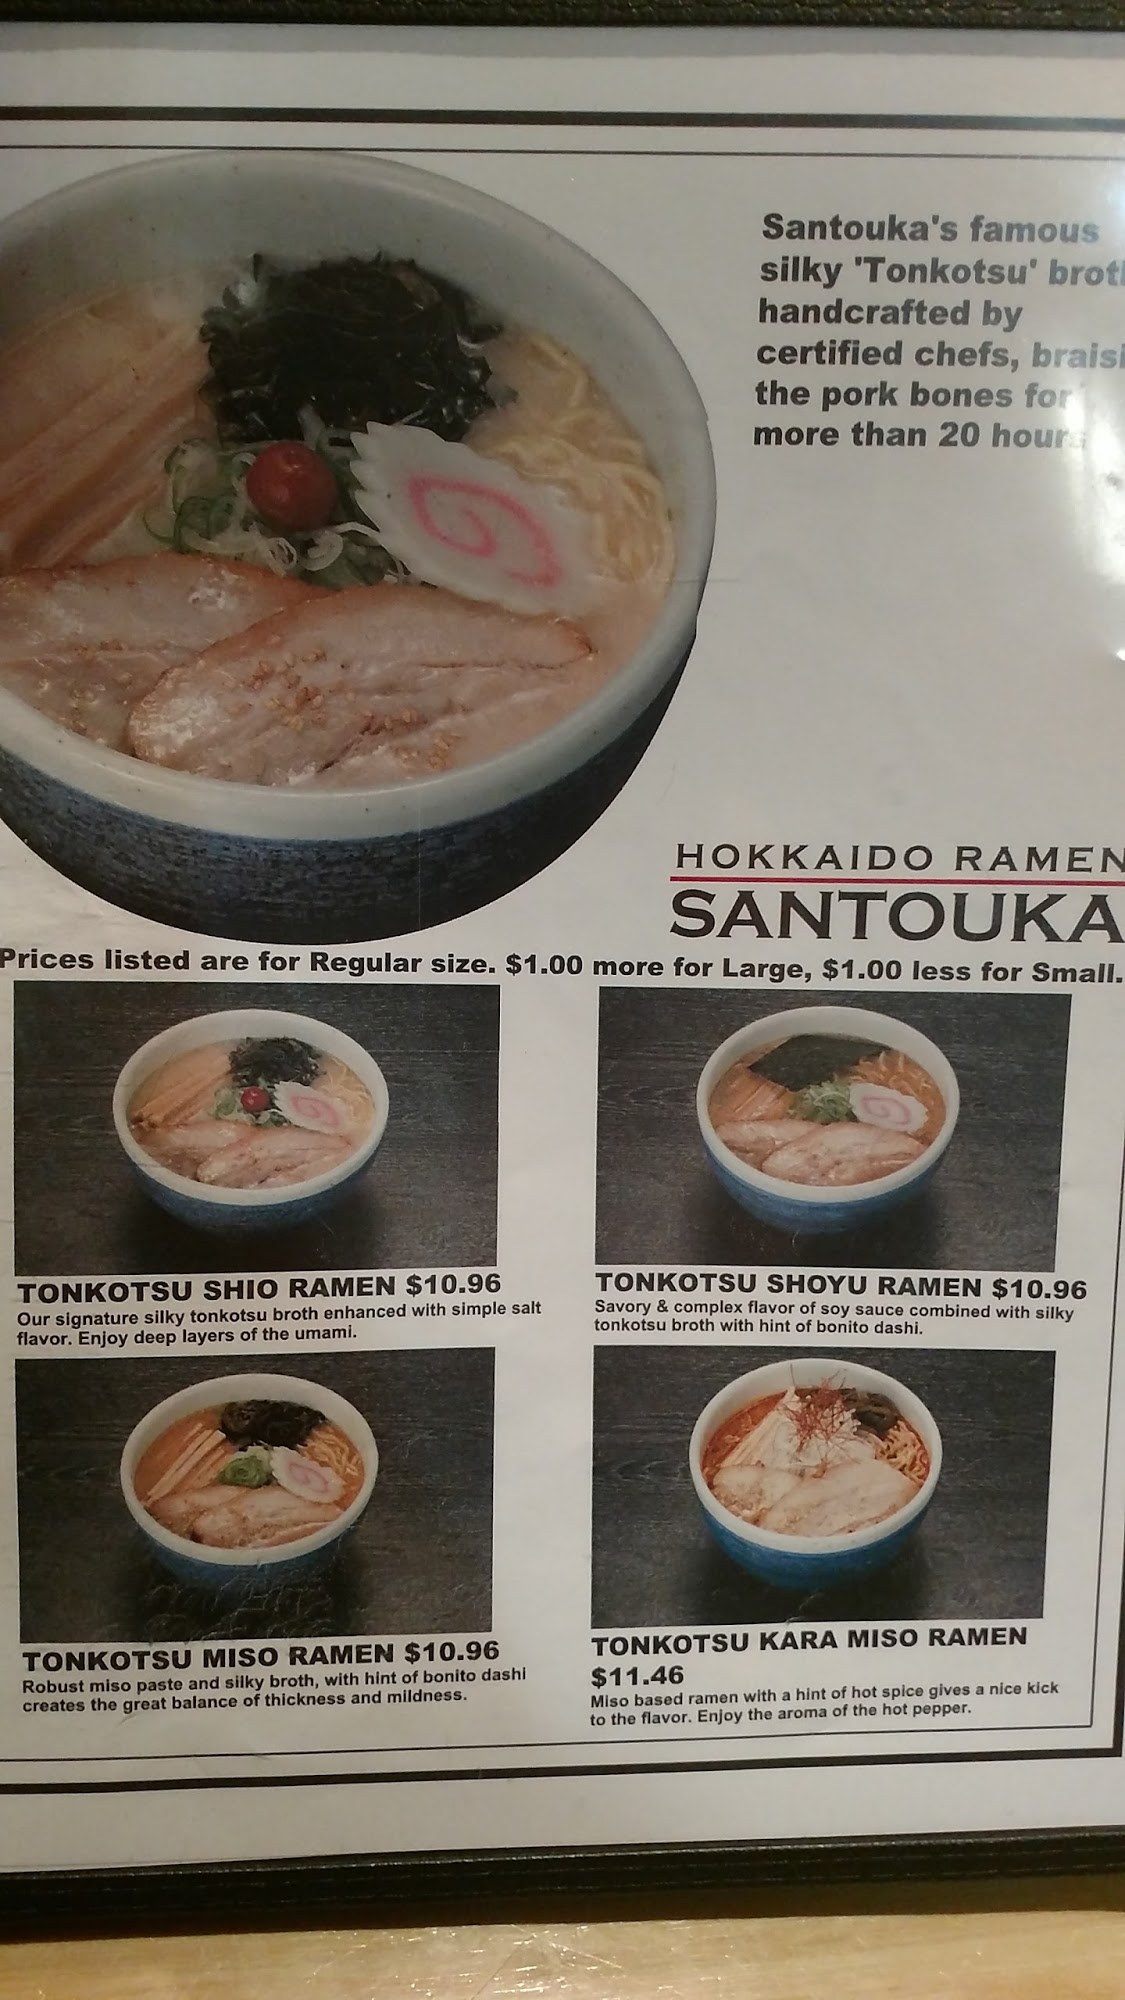 Santouka's famous
silky 'Tonkotsu'
handcrafted by
certified chefs,
the pork bones for
more than 20
HOKKAIDO RAMEN
SANTOUKA
Prices listed are for Regular size. $1.00 more for Large, $1.00 less for Small.
TONKOTSU SHIO RAMEN $10.96
Our signature silky tonkotsu broth enhanced with simple salt
flavor. Enjoy deep layers of the umami.
TONKOTSU SHOYU RAMEN $10.96
Savory & complex flavor of soy sauce combined with silky
tonkotsu broth with hint of bonito dashi.
TONKOTSU MISO RAMEN $10.96
Robust miso paste and silky broth, with hint of bonito dashi
creates the great balance of thickness and mildness.
TONKOTSU KARA MISO RAMEN
$11.46
Miso based ramen with a hint of hot spice gives a nice kick
to the flavor. Enjoy the aroma of the hot pepper.